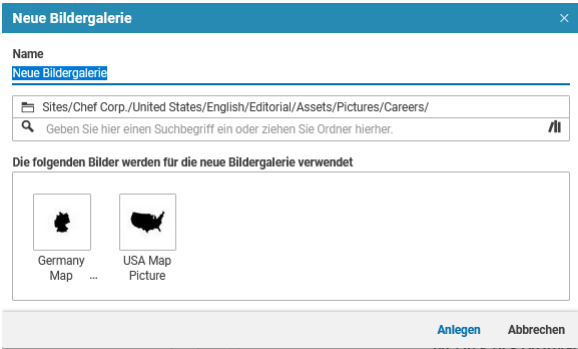 Neue Bildergalerie
Name
Neue Bildergalerie
Sites/Chef Corp./United States/English/Editorial/Assets/Pictures/Careers/
Geben Sie hier einen Suchbegriff ein oder ziehen Sie Ordner hierher.
Die folgenden Bilder werden für die neue Bildergalerie verwendet
Germany
Map ...
USA Map
Picture
Anlegen Abbrechen